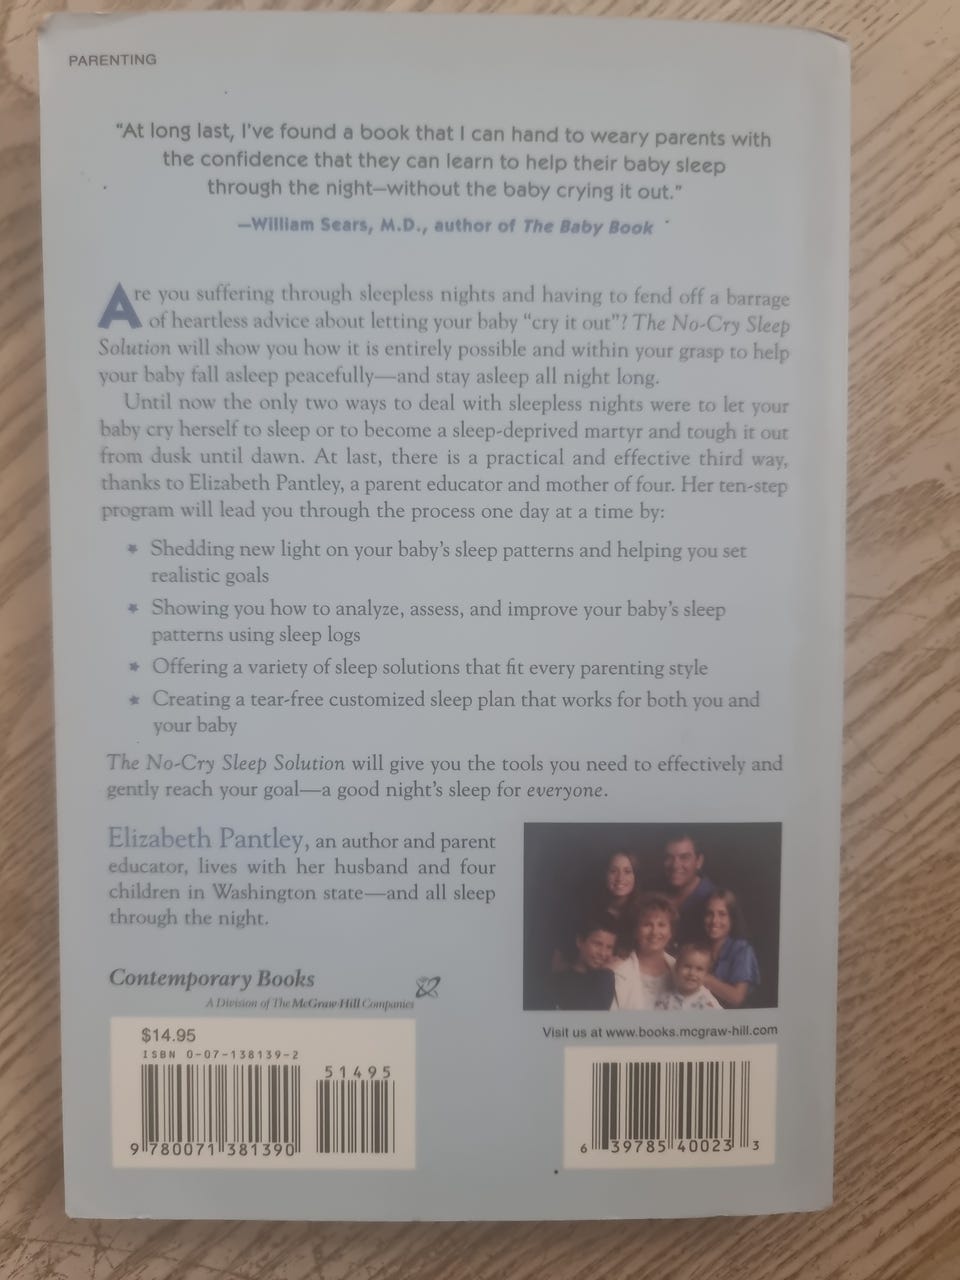 PARENTING
"At long last, I've found a book that I can hand to weary parents with
the confidence that they can learn to help their baby sleep
through the night—without the baby crying it out."
—William Sears, M.D., author of The Baby Book
Are you suffering through sleepless nights and having to fend off a barrage
of heartless advice about letting your baby "cry it out"? The No-Cry Sleep
Solution will show you how it is entirely possible and within your grasp to help
your baby fall asleep peacefully—and stay asleep all night long.
Until now the only two ways to deal with sleepless nights were to let your
baby cry herself to sleep or to become a sleep-deprived martyr and tough it out
from dusk until dawn. At last, there is a practical and effective third way,
thanks to Elizabeth Pantley, a parent educator and mother of four. Her ten-step
program will lead you through the process one day at a time by:
* Shedding new light on your baby's sleep patterns and helping you set
realistic goals
* Showing you how to analyze, assess, and improve your baby's sleep
patterns using sleep logs
* Offering a variety of sleep solutions that fit every parenting style
* Creating a tear-free customized sleep plan that works for both you and
your baby
The No-Cry Sleep Solution will give you the tools you need to effectively and
gently reach your goal—a good night's sleep for everyone.
Elizabeth Pantley, an author and parent
educator, lives with her husband and four
children in Washington state—and all sleep
through the night.
Contemporary Books
A Division of The McGraw-Hill Companies
Visit us at www.books.mcgraw-hill.com
$14.95
ISBN 0-07-138139-2
51495
9 780071 381390
6 39785 40023 3